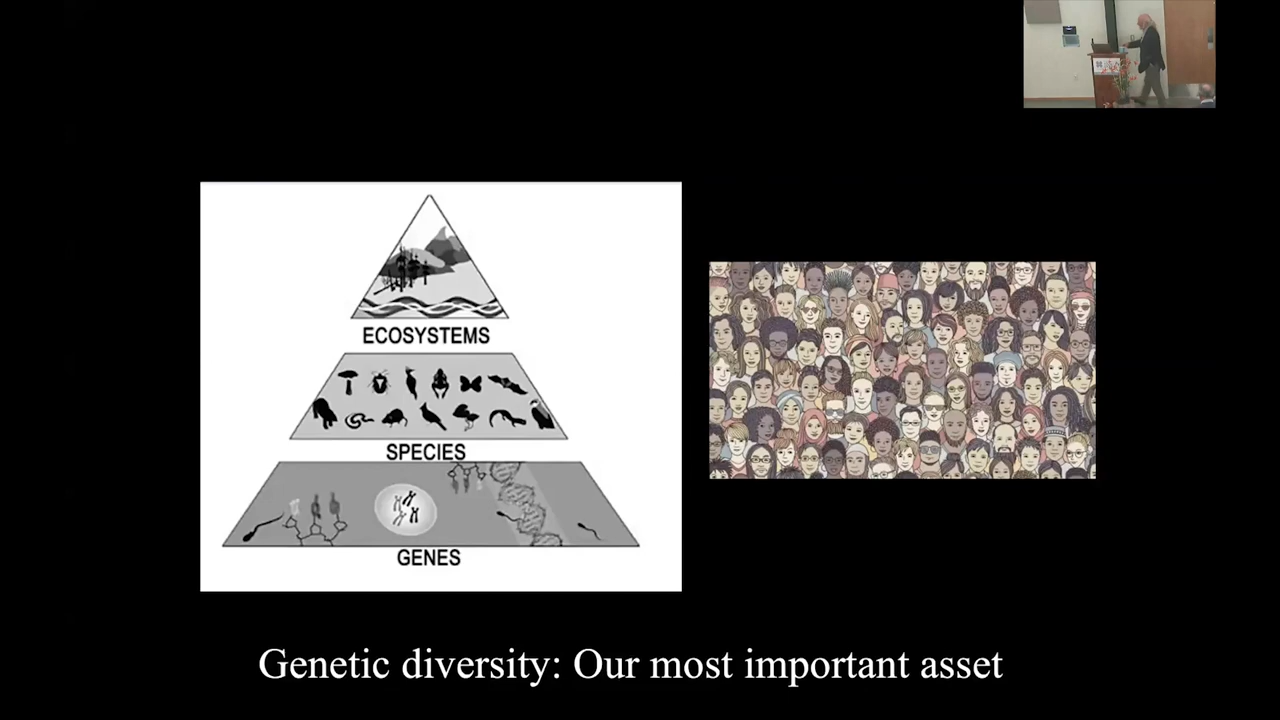 ECOSYSTEMS
SPECIES
GENES
Genetic diversity: Our most important asset